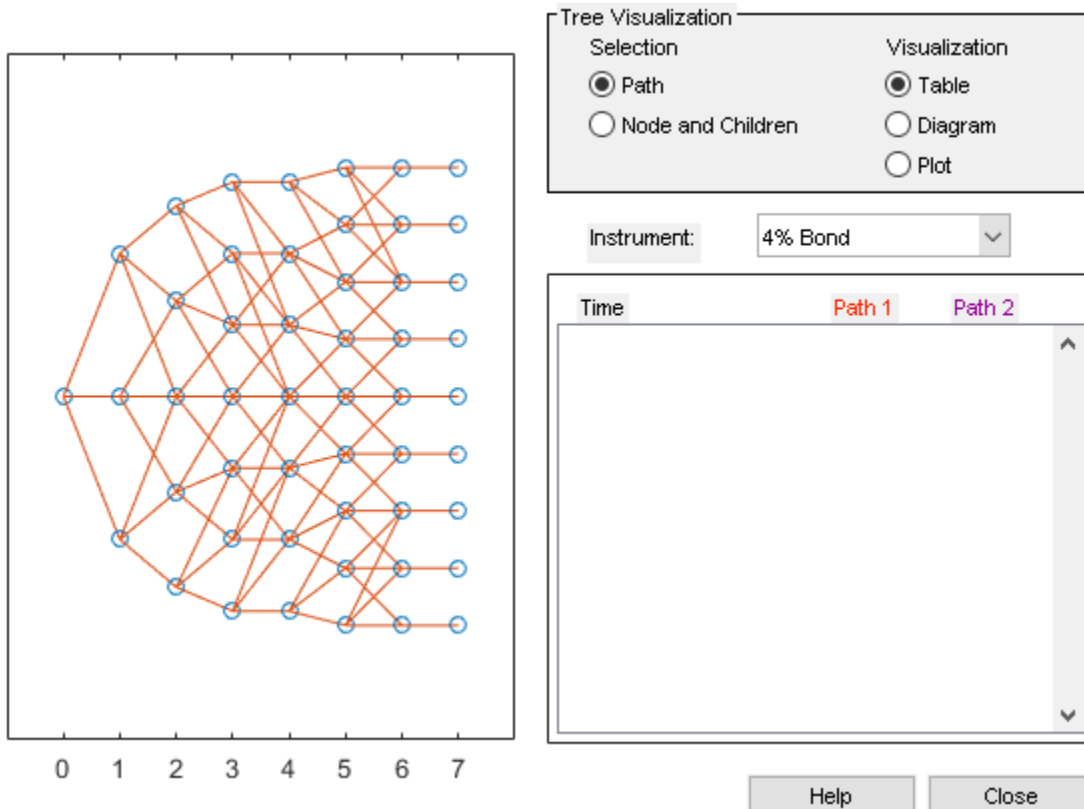 Tree Visualization
Selection
Visualization
Path
Table
Node and Children
Diagram
Plot
Instrument:
4% Bond
Time
Path 1
Path 2
0 1 2 3 4 5 6 7
Help
Close